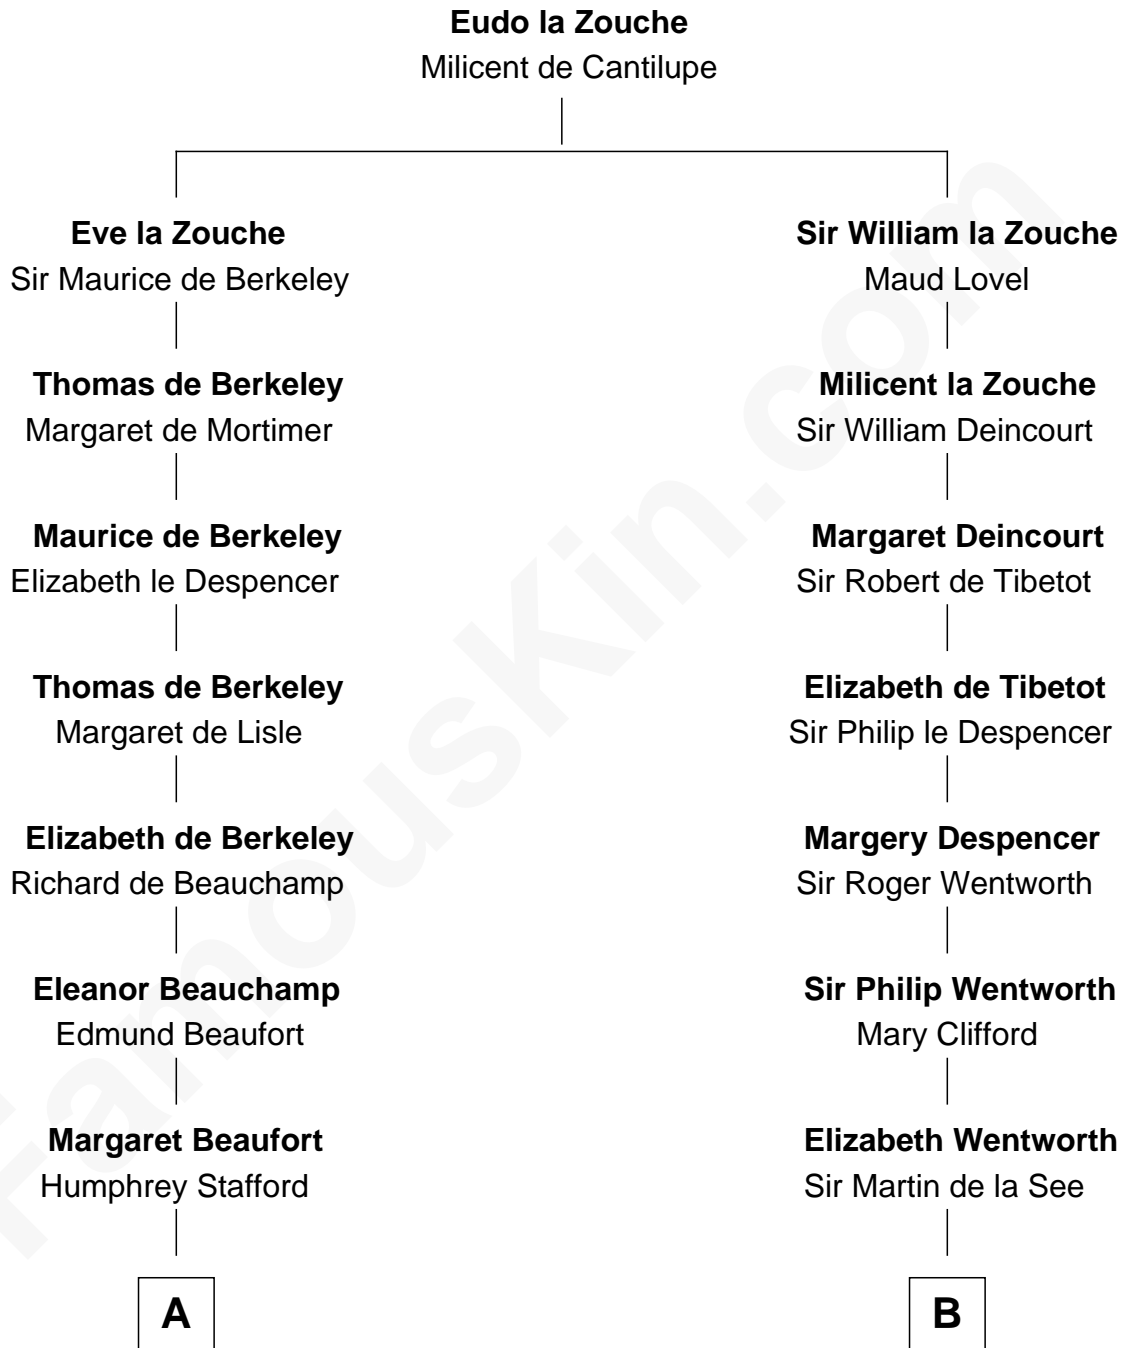 Eudo la Zouche
Milicent de Cantilupe
Eve la Zouche
Sir Maurice de Berkeley
Sir William la Zouche
Maud Lovel
Thomas de Berkeley
Margaret de Mortimer
Milicent la Zouche
Sir William Deincourt
Maurice de Berkeley
Elizabeth le Despencer
Margaret Deincourt
Sir Robert de Tibetot
Thomas de Berkeley
Margaret de Lisle
Elizabeth de Tibetot
Sir Philip le Despencer
Elizabeth de Berkeley
Richard de Beauchamp
Margery Despencer
Sir Roger Wentworth
Eleanor Beauchamp
Edmund Beaufort
Sir Philip Wentworth
Mary Clifford
Margaret Beaufort
Humphrey Stafford
Elizabeth Wentworth
Sir Martin de la See
A
B
FamousKin.com